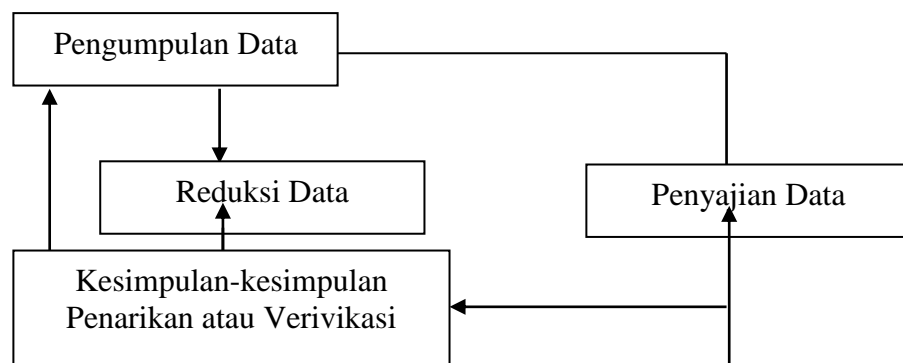 Pengumpulan Data
Reduksi Data
Penyajian Data
Kesimpulan-kesimpulan
Penarikan atau Verivikasi